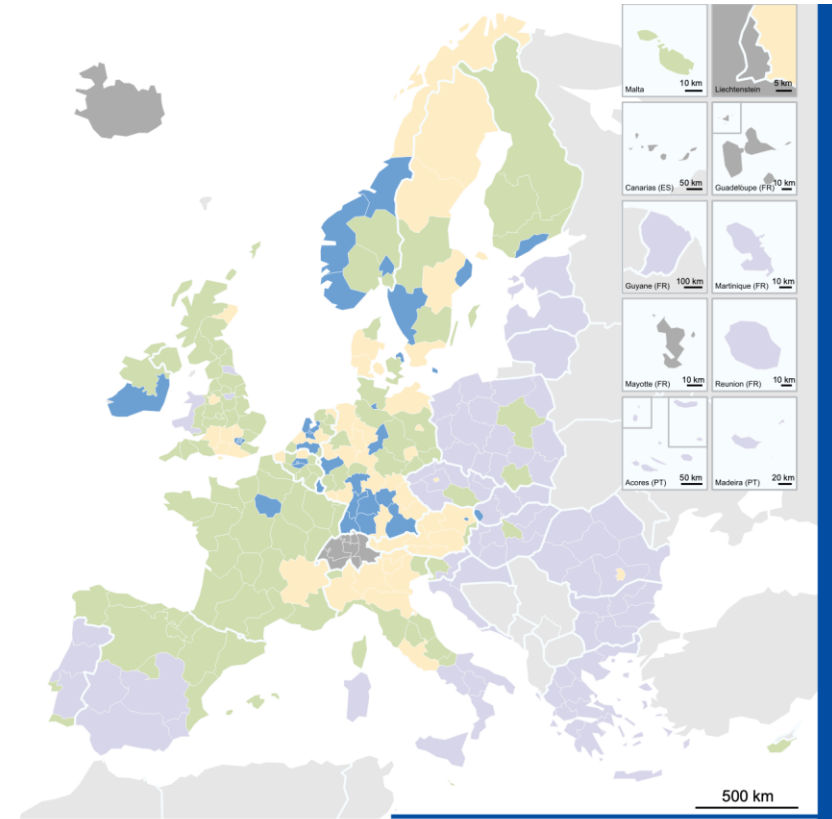 Malta
10 km
Liechtenstein
5 km
Canarias (ES)
50 km
Guadeloupe (FR)
10 km
Guyane (FR)
100 km
Martinique (FR)
10 km
Mayotte (FR)
10 km
Reunion (FR)
10 km
Acores (PT)
50 km
Madeira (PT)
20 km
500 km